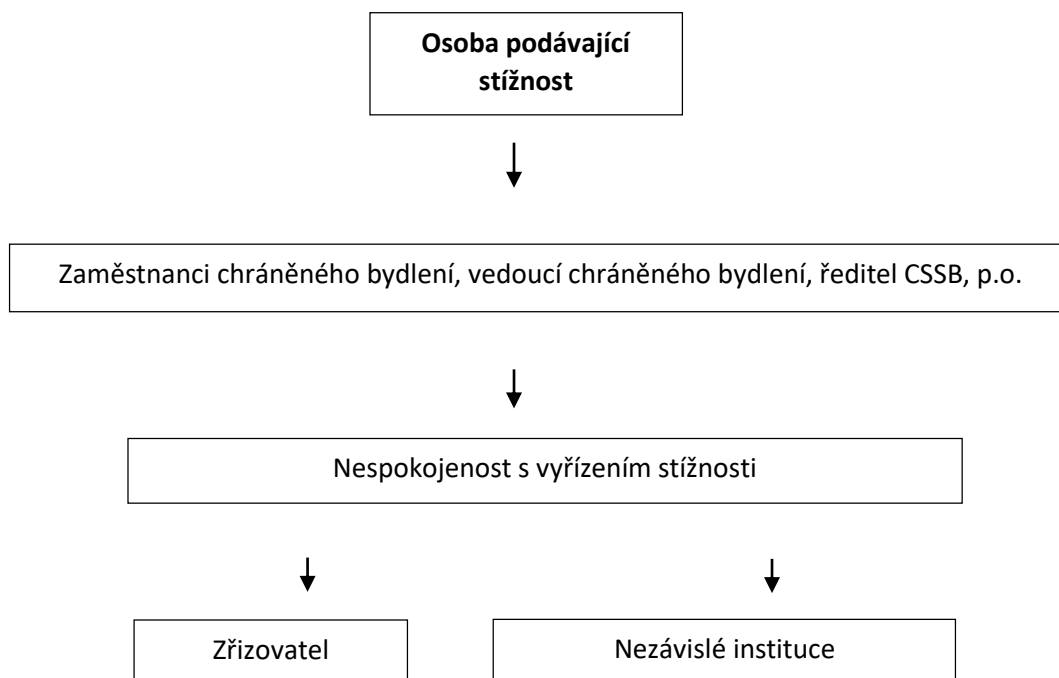 Osoba podávající
stížnost
Zaměstnanci chráněného bydlení, vedoucí chráněného bydlení, ředitel CSSB, p.o.
Nespokojenost s vyřízením stížnosti
Zřizovatel
Nezávislé instituce